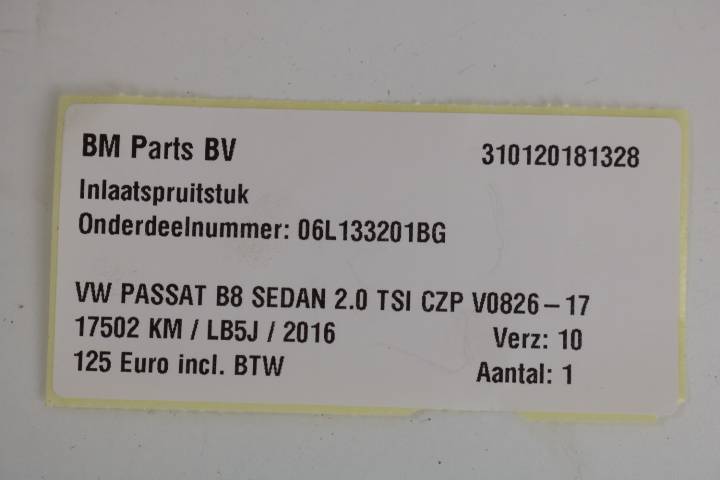 BM Parts BV 310120181328
Inlaatspruitstuk
Onderdeelnummer: 06L133201BG
VW PASSAT B8 SEDAN 2.0 TSI CZP V0826-17
17502 KM / LB5J / 2016 Verz: 10
125 Euro incl. BTW Aantal: 1